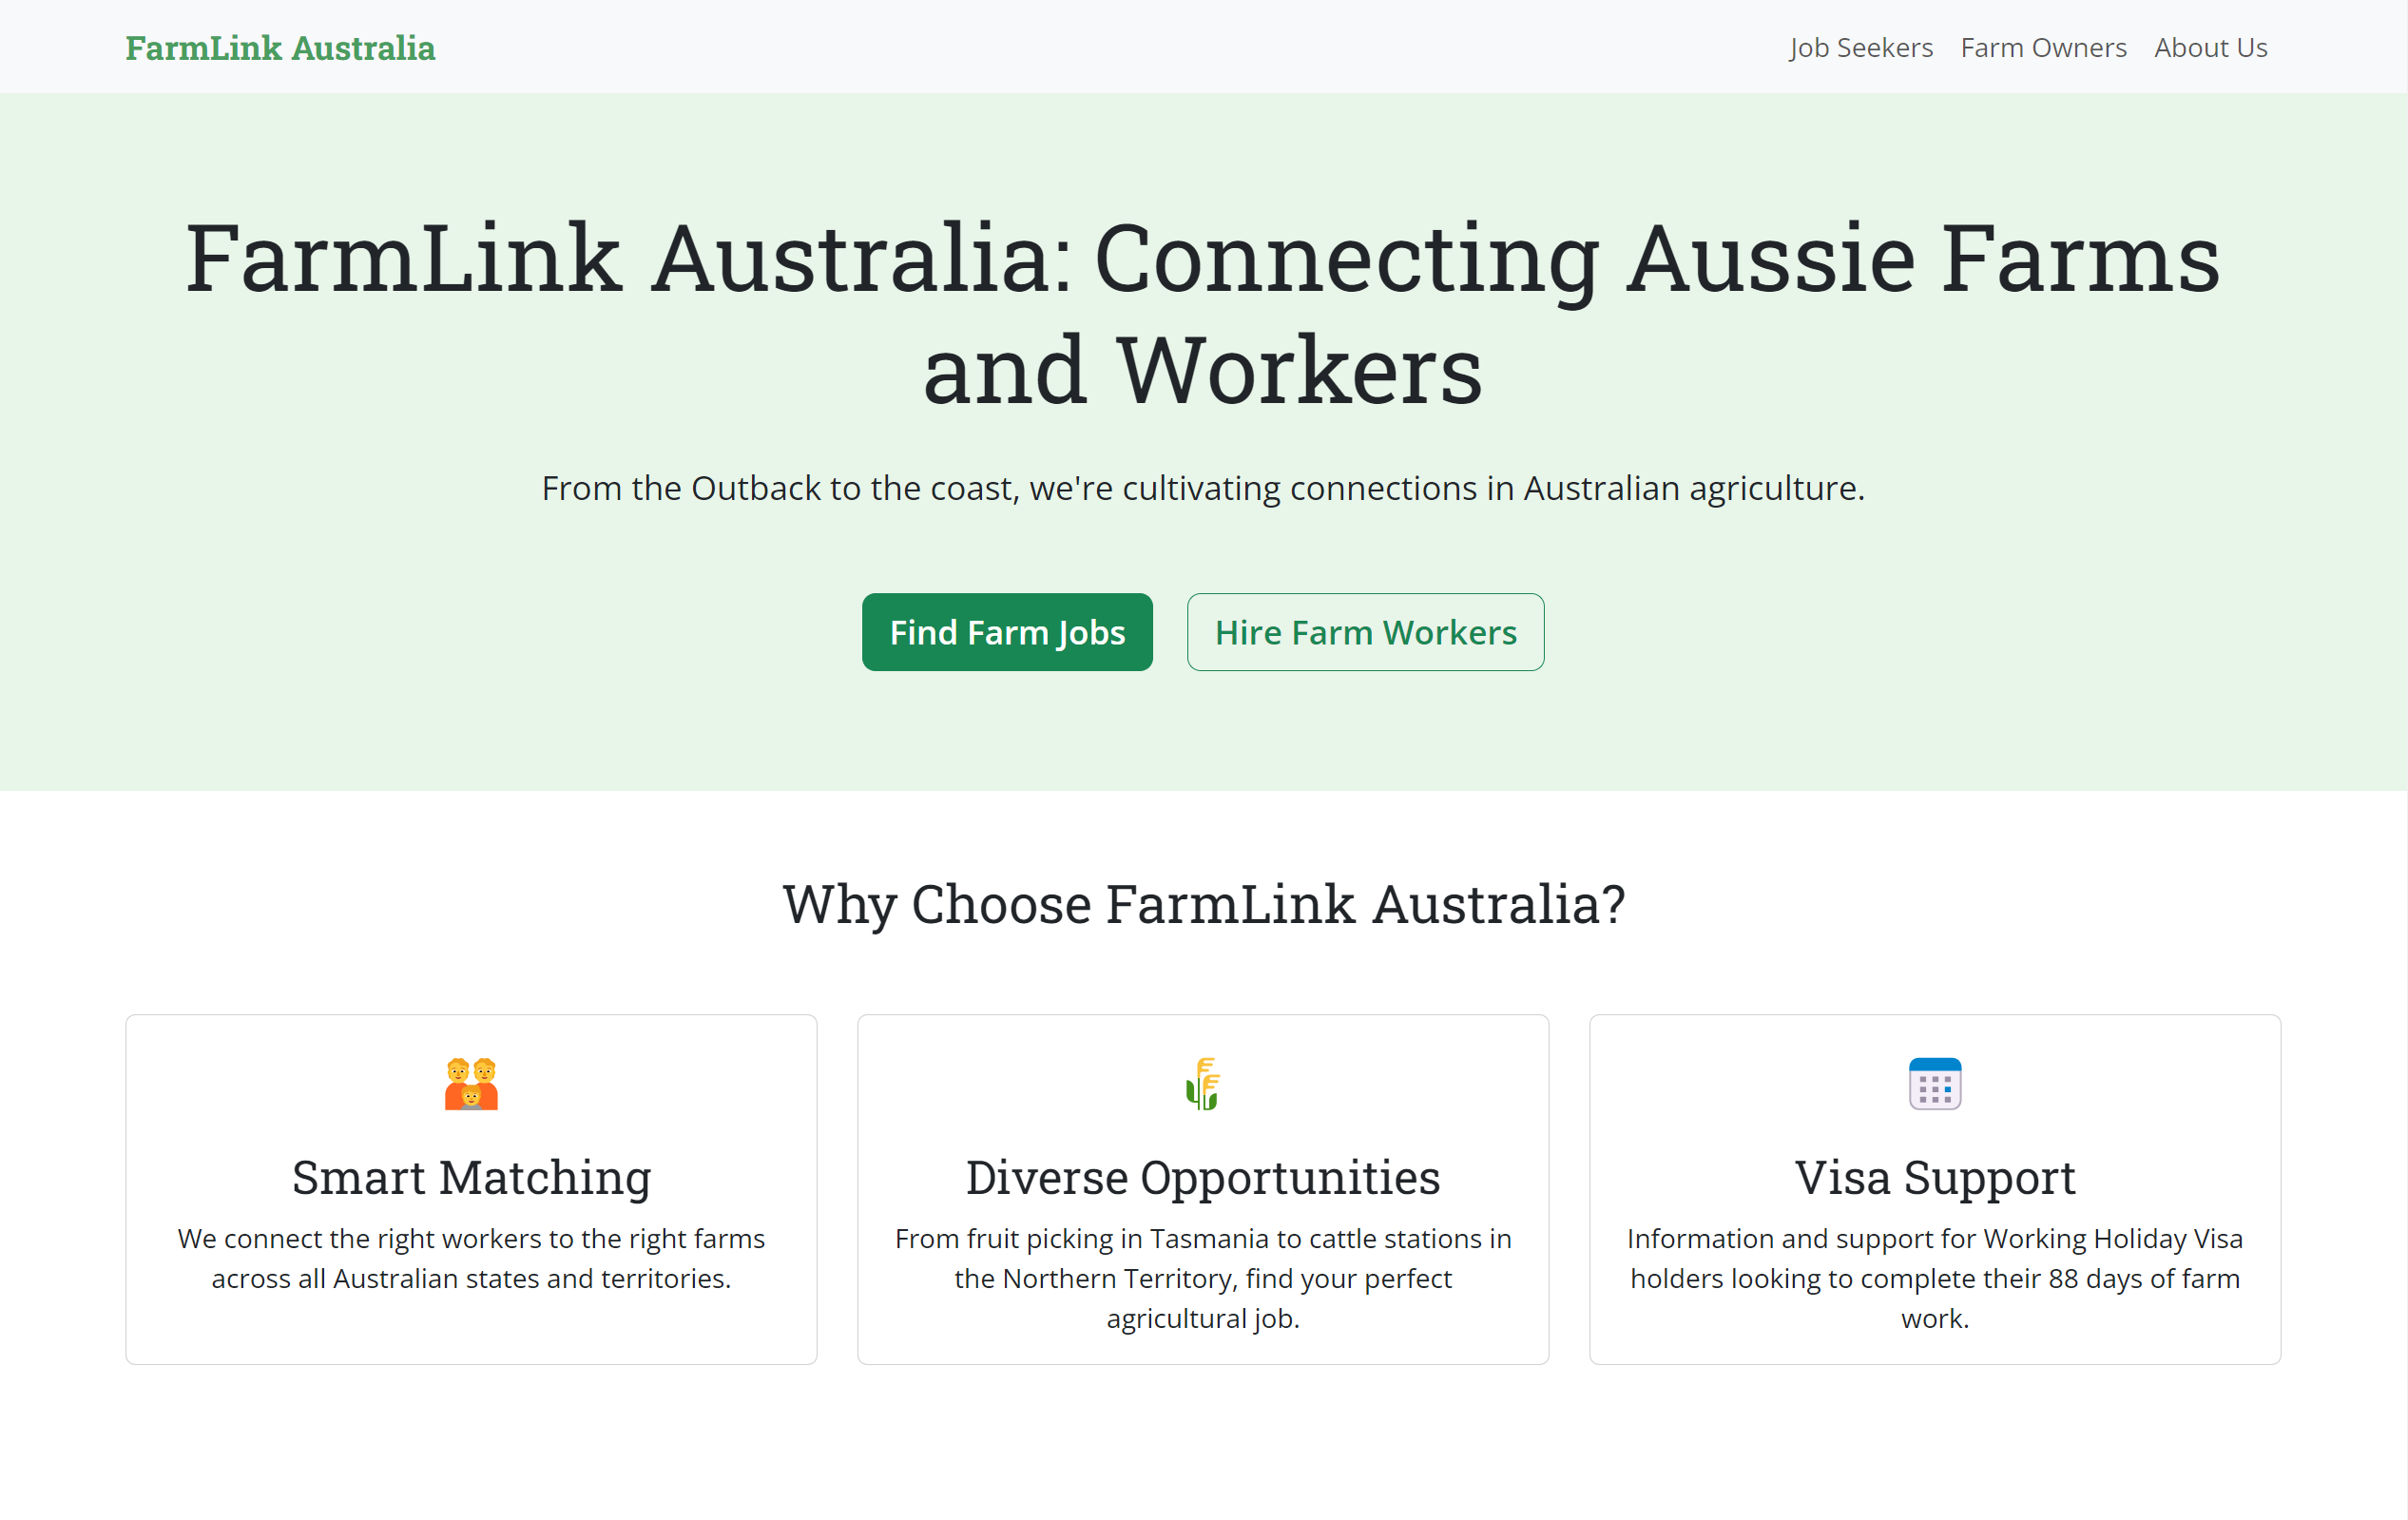 FarmLink Australia
Job Seekers Farm Owners About Us
FarmLink Australia: Connecting Aussie Farms
and Workers
From the Outback to the coast, we're cultivating connections in Australian agriculture.
Find Farm Jobs Hire Farm Workers
Why Choose FarmLink Australia?
Smart Matching
We connect the right workers to the right farms
across all Australian states and territories.
Diverse Opportunities
From fruit picking in Tasmania to cattle stations in
the Northern Territory, find your perfect
agricultural job.
Visa Support
Information and support for Working Holiday Visa
holders looking to complete their 88 days of farm
work.